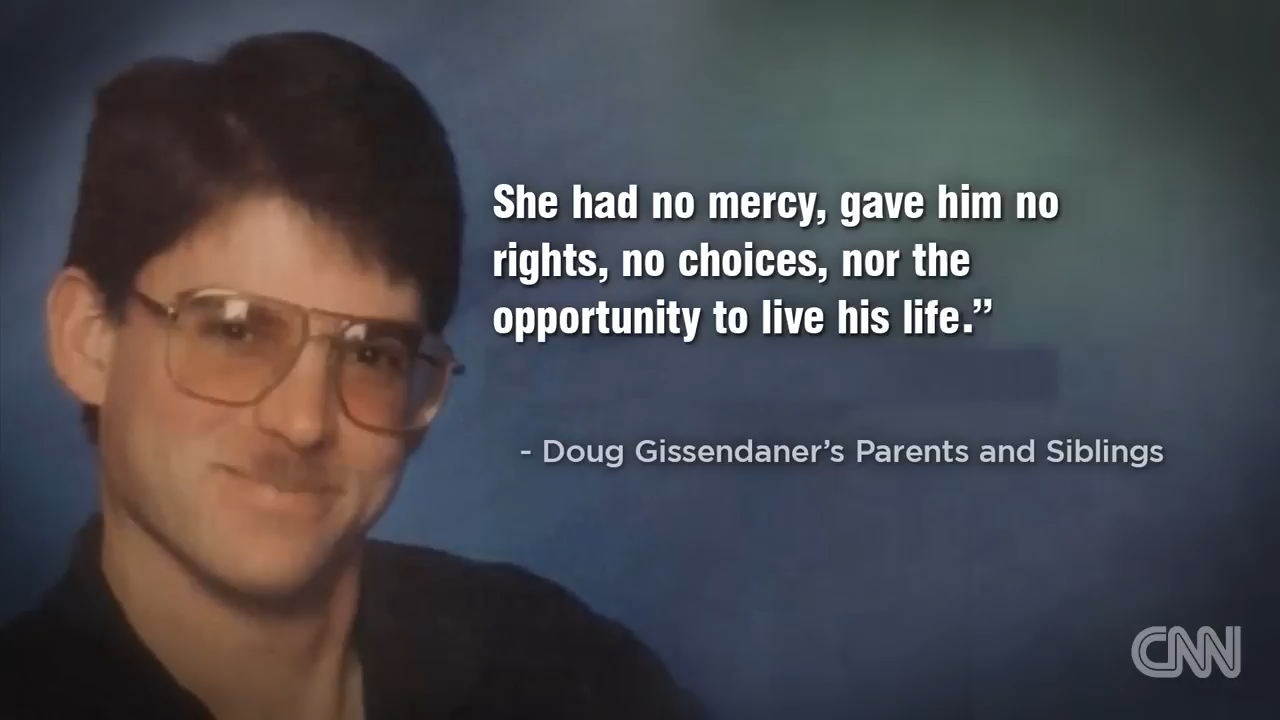 She had no mercy, gave him no
rights, no choices, nor the
opportunity to live his life.”
- Doug Gissendaner’s Parents and Siblings
CNN